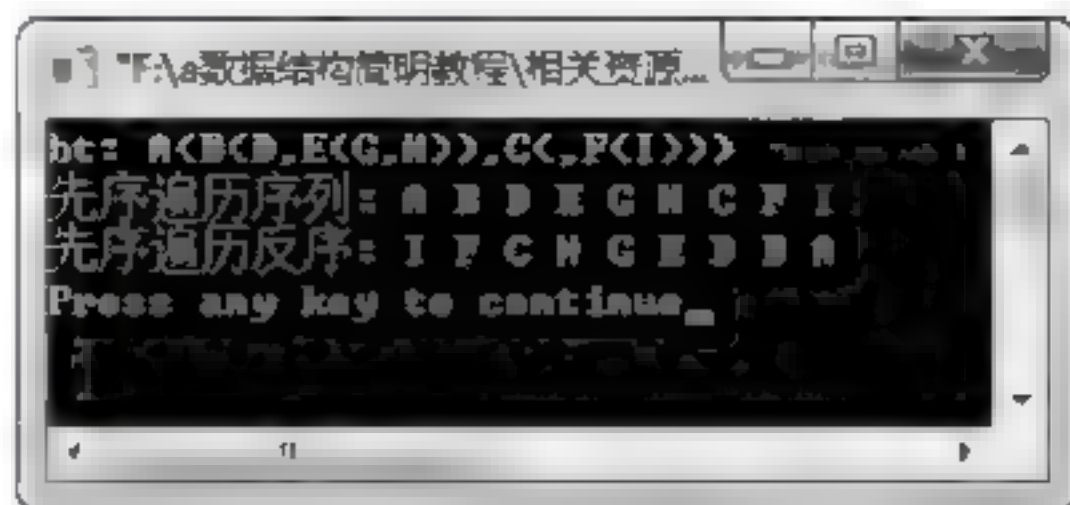 "F:\a数据结构简明教程\相关资源...
bt: A(B(D,E(G,H)),C(,F(I)))
先序遍历序列: A B D E G H C F I
先序遍历反序: I F C H G E D B A
Press any key to continue_